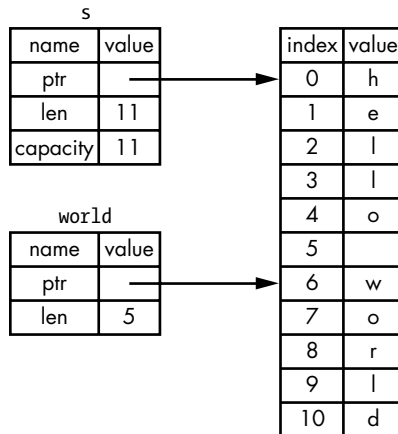 s
name value
ptr
len 11
capacity 11
world
name value
ptr
len 5
index value
0 h
1 e
2 l
3 l
4 o
5
6 w
7 o
8 r
9 l
10 d